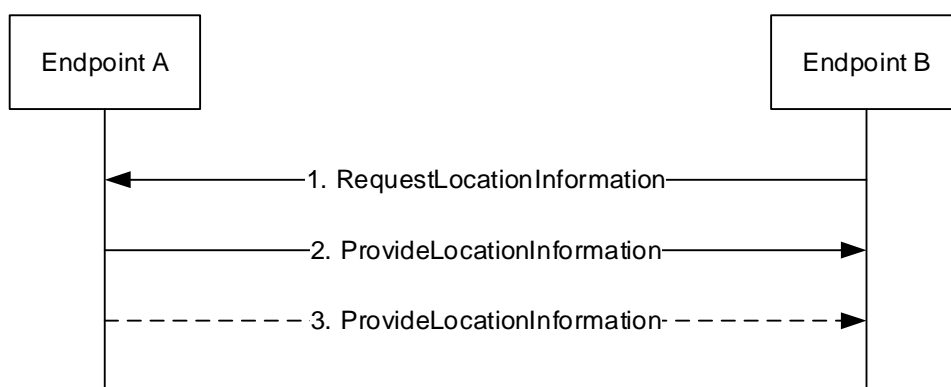 Endpoint A
Endpoint B
1. RequestLocationInformation
2. ProvideLocationInformation
3. ProvideLocationInformation